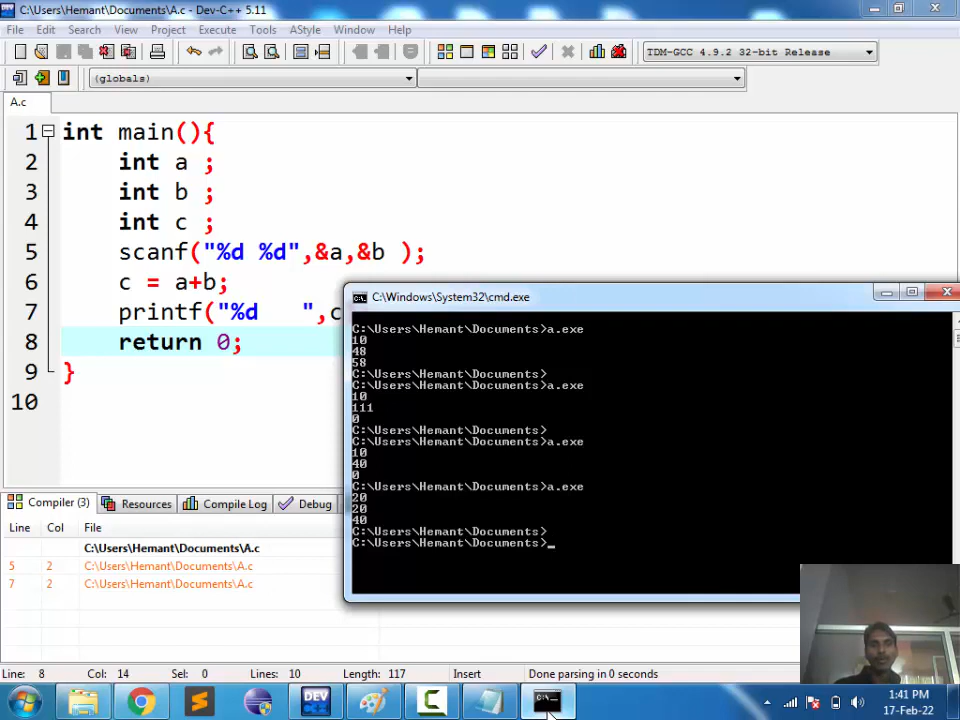 C:\Users\Hemant\Documents\A.c - Dev-C++ 5.11
File Edit Search View Project Execute Tools AStyle Window Help
TDM-GCC 4.9.2 32-bit Release
(globals)
A.c
1 int main(){
2 int a ;
3 int b ;
4 int c ;
5 scanf("%d %d",&a,&b );
6 c = a+b;
7 printf("%d   ",c
8 return 0;
9 }
10
C:\Windows\System32\cmd.exe
C:\Users\Hemant\Documents>a.exe
10
48
58
C:\Users\Hemant\Documents>
C:\Users\Hemant\Documents>a.exe
10
111
0
C:\Users\Hemant\Documents>
C:\Users\Hemant\Documents>a.exe
10
40
0
C:\Users\Hemant\Documents>a.exe
20
20
40
C:\Users\Hemant\Documents>
C:\Users\Hemant\Documents>_
Compiler (3) Resources Compile Log Debug
Line Col File
C:\Users\Hemant\Documents\A.c
5 2 C:\Users\Hemant\Documents\A.c
7 2 C:\Users\Hemant\Documents\A.c
Line: 8 Col: 14 Sel: 0 Lines: 10 Length: 117 Insert Done parsing in 0 seconds
DEV
C:\.
1:41 PM
17-Feb-22